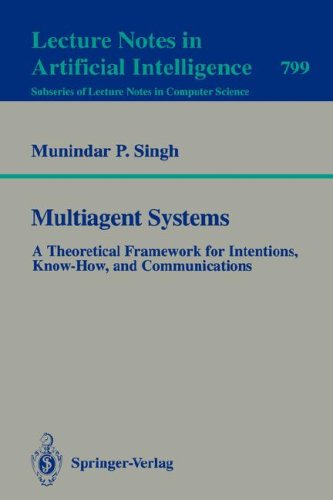 Lecture Notes in
Artificial Intelligence 799
Subseries of Lecture Notes in Computer Science
Munindar P. Singh
Multiagent Systems
A Theoretical Framework for Intentions,
Know-How, and Communications
Springer-Verlag